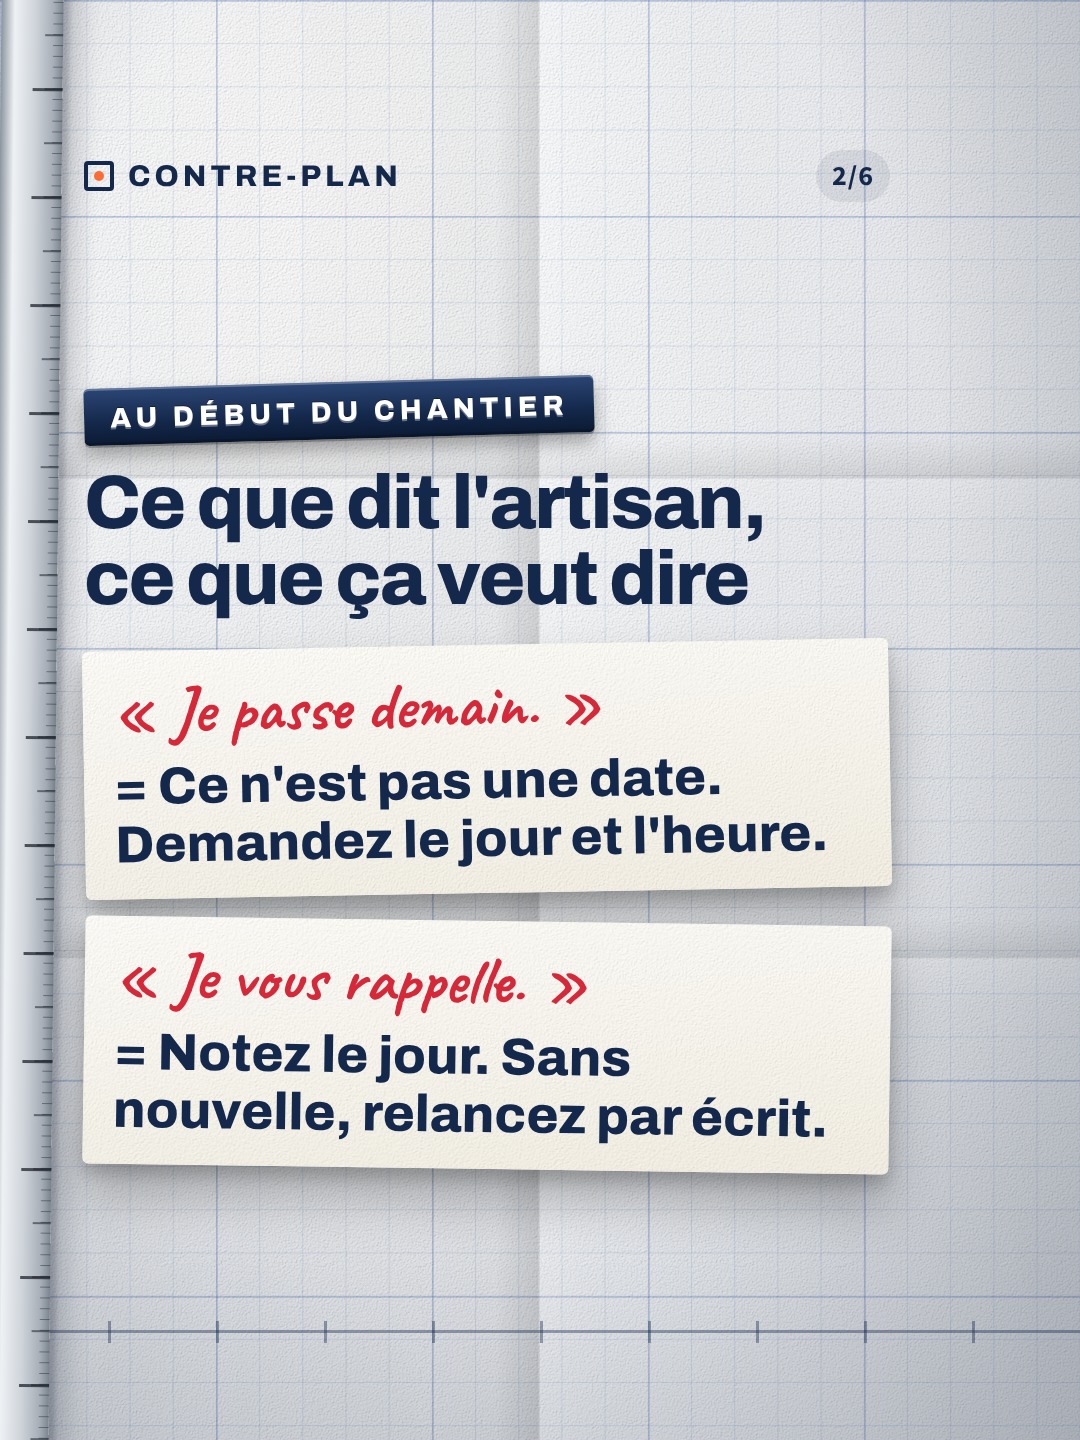 CONTRE-PLAN
2/6
AU DÉBUT DU CHANTIER
Ce que dit l'artisan,
ce que ça veut dire
« Je passe demain. »
= Ce n'est pas une date.
Demandez le jour et l'heure.
« Je vous rappelle. »
= Notez le jour. Sans
nouvelle, relancez par écrit.